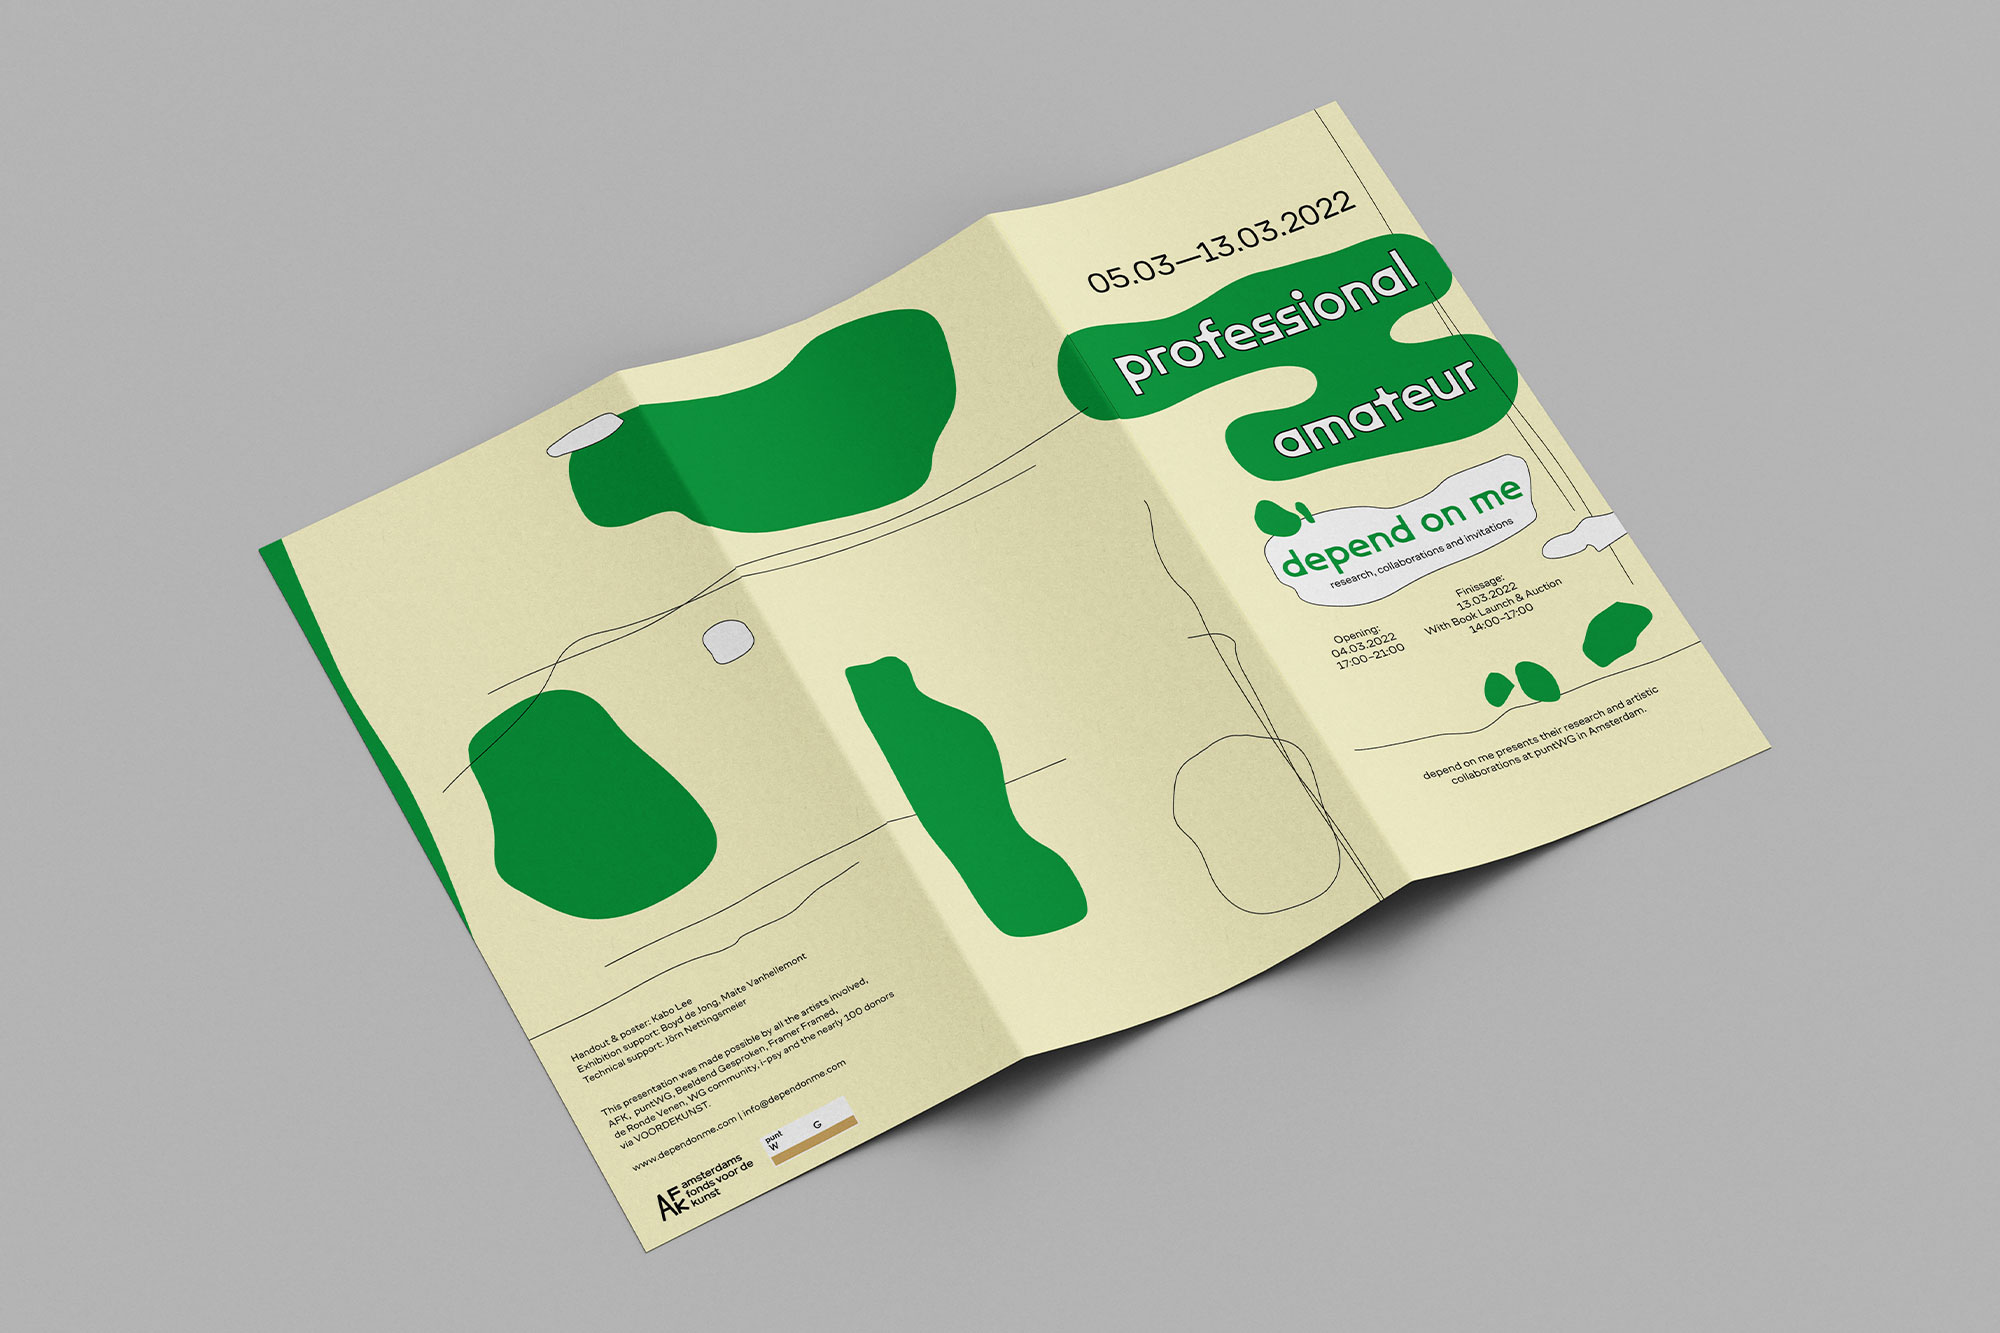 05.03—13.03.2022
professional
amateur
depend on me
research, collaborations and invitations
Opening:
04.03.2022
17:00–21:00
Finissage:
13.03.2022
With Book Launch & Auction
14:00–17:00
depend on me presents their research and artistic
collaborations at puntWG in Amsterdam.
Handout & poster: Kabo Lee
Exhibition support: Boyd de Jong, Maite Vanhellemont
Technical support: Jörn Nettingsmeier
This presentation was made possible by all the artists involved,
AFK, puntWG, Beeldend Gesproken, Framer Framed,
de Ronde Venen, WG community, i-psy and the nearly 100 donors
via VOORDEKUNST.
www.dependonme.com | info@dependonme.com
AFK
amsterdams
fonds voor de
kunst
punt
W G